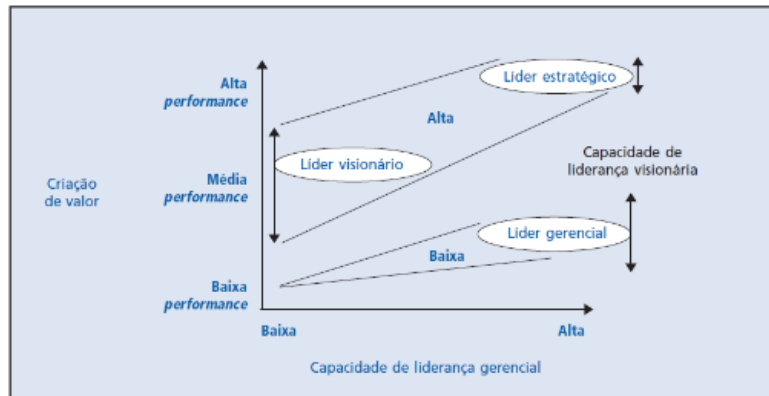 Alta
performance
Líder estratégico
Alta
Líder visionário
Capacidade de
liderança visionária
Média
performance
Criação
de valor
Líder gerencial
Baixa
Baixa
performance
Baixa
Alta
Capacidade de liderança gerencial